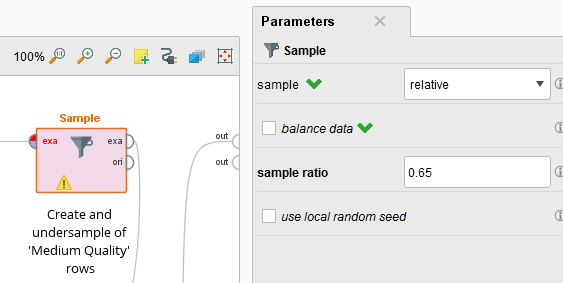 Parameters
100%
Sample
sample
relative
Sample
exa
exa
ori
out
out
balance data
sample ratio
0.65
Create and
undersample of
'Medium Quality'
rows
use local random seed